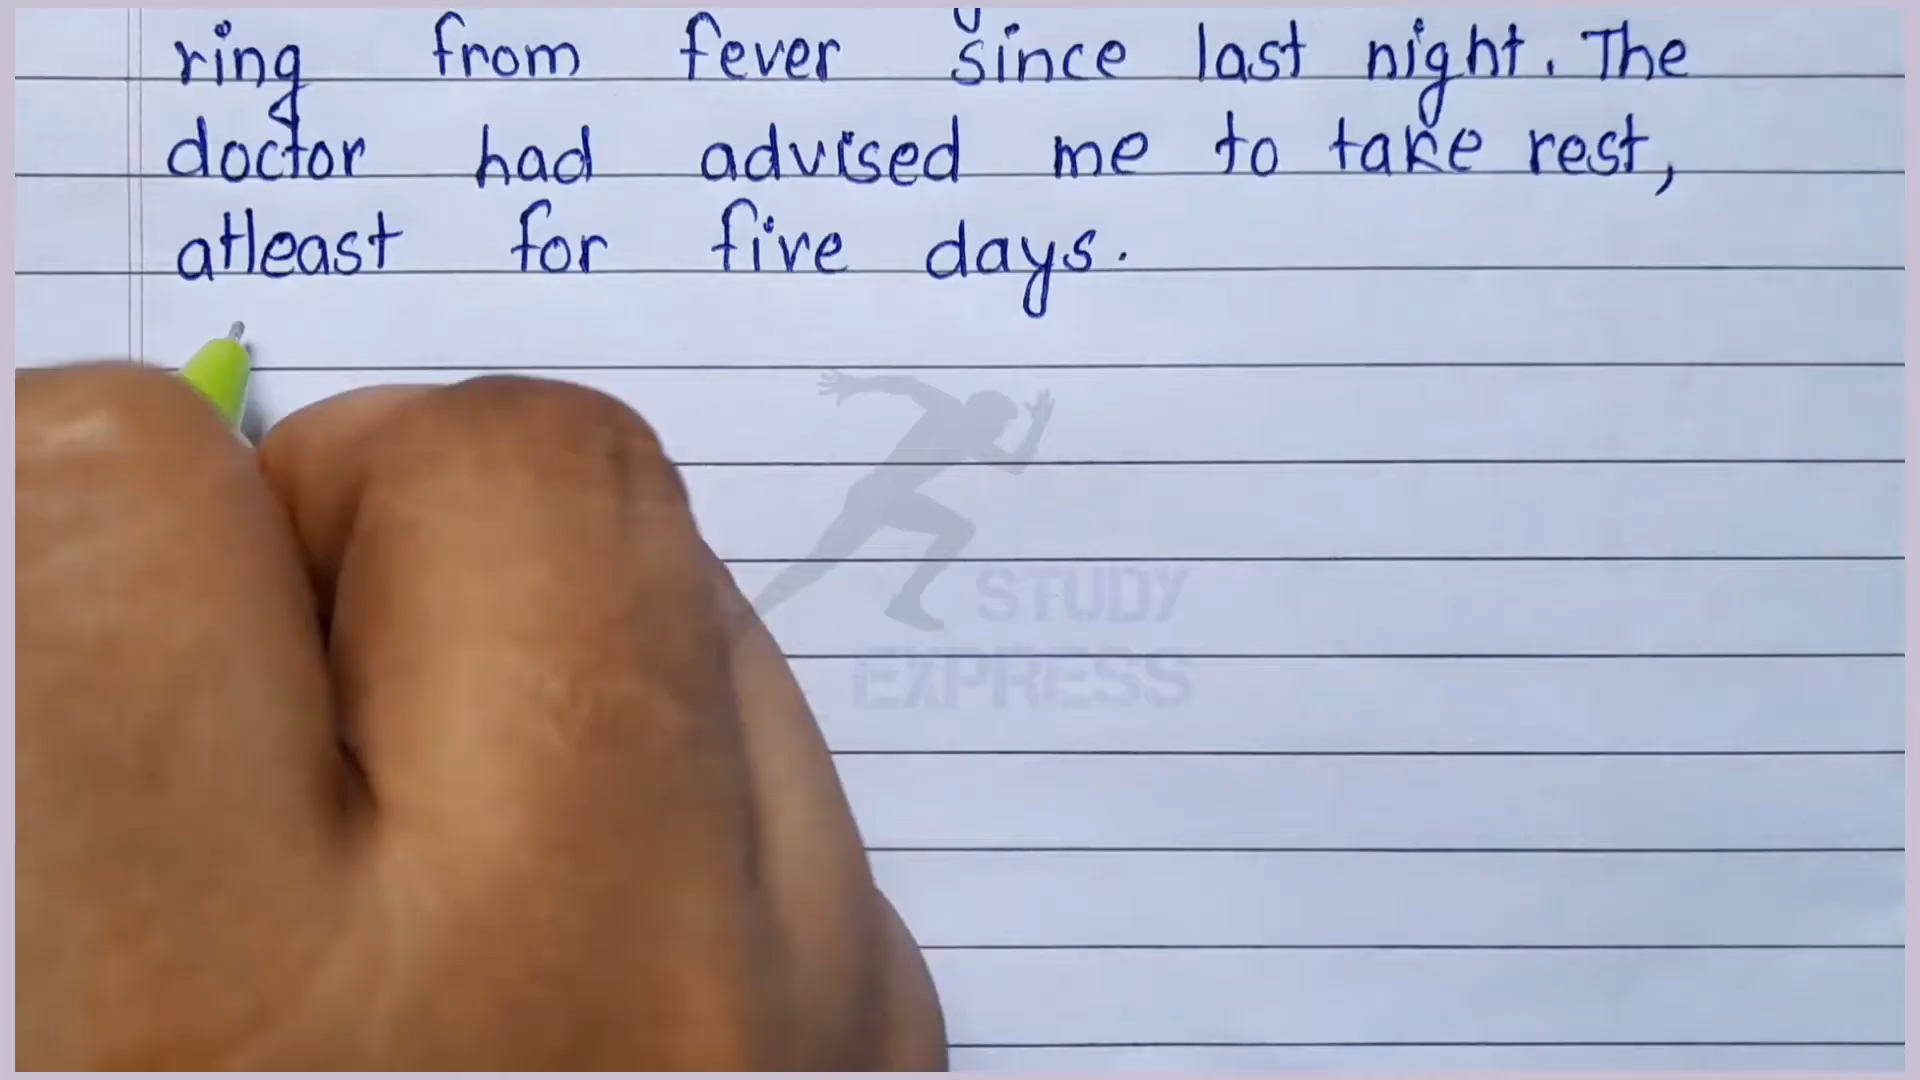 ring from fever since last night. The
doctor had advised me to take rest,
atleast for five days.
STUDY
EXPRESS